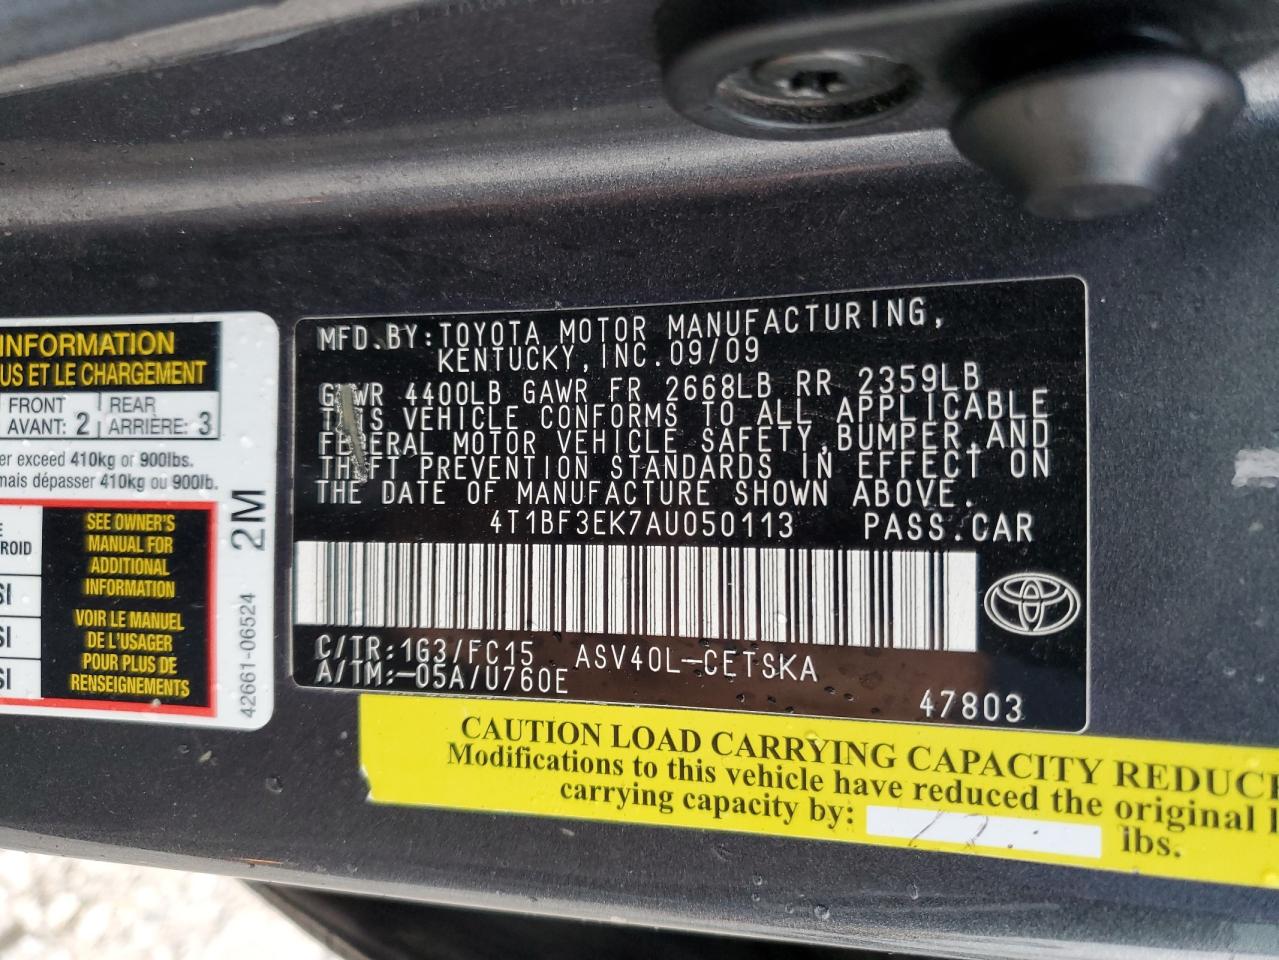 INFORMATION
US ET LE CHARGEMENT
FRONT
AVANT: 2
REAR
ARRIÈRE: 3
er exceed 410kg or 900lbs.
mais dépasser 410kg ou 900lb.
ROID
SI
SI
SI
SEE OWNER'S
MANUAL FOR
ADDITIONAL
INFORMATION
VOIR LE MANUEL
DE L'USAGER
POUR PLUS DE
RENSEIGNEMENTS
2M
42661-06524
MFD.BY:TOYOTA MOTOR MANUFACTURING,
KENTUCKY,INC.09/09
GVWR 4400LB GAWR FR 2668LB RR 2359LB
THIS VEHICLE CONFORMS TO ALL APPLICABLE
FEDERAL MOTOR VEHICLE SAFETY,BUMPER,AND
THEFT PREVENTION STANDARDS IN EFFECT ON
THE DATE OF MANUFACTURE SHOWN ABOVE.
4T1BF3EK7AU050113 PASS.CAR
C/TR:1G3/FC15 ASV40L-CETSKA
A/TM:-05A/U760E
47803
CAUTION LOAD CARRYING CAPACITY REDUCE
Modifications to this vehicle have reduced the original l
carrying capacity by: lbs.